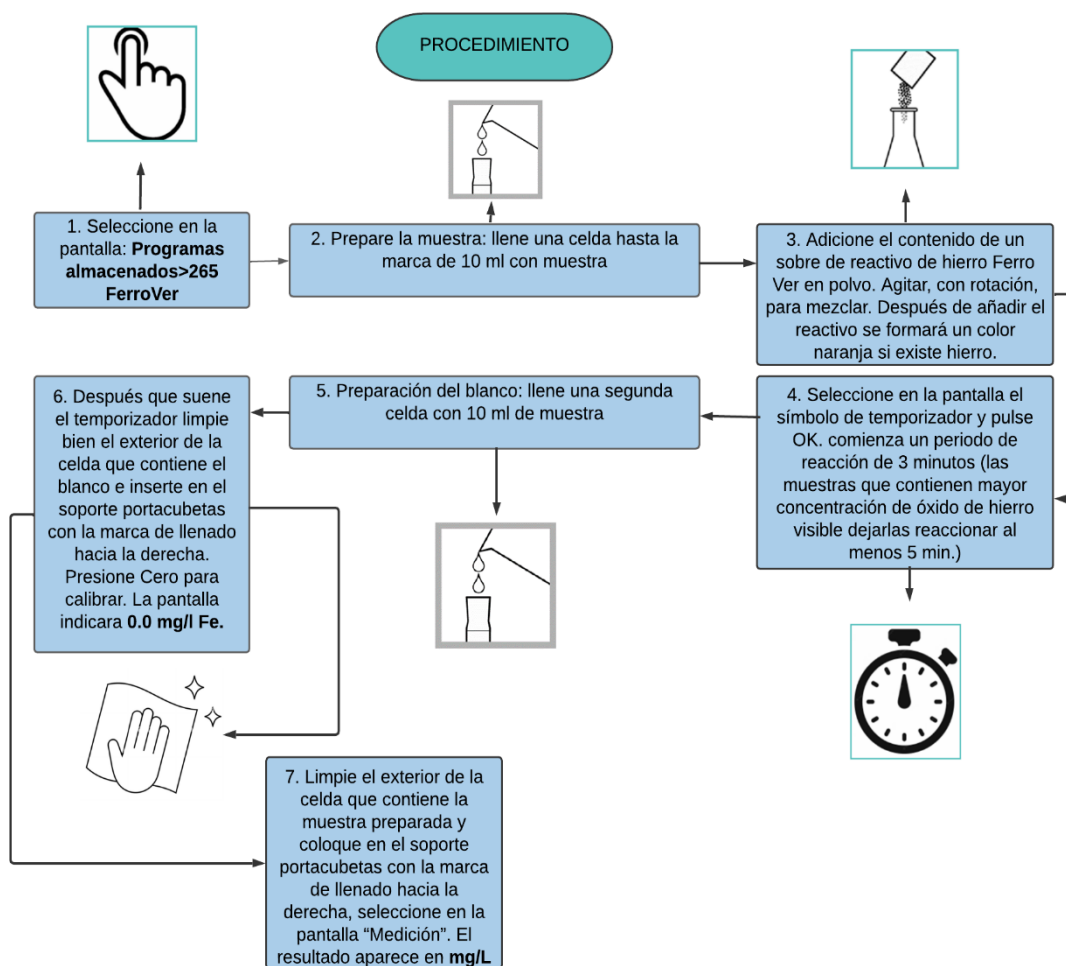 PROCEDIMIENTO
1. Seleccione en la
pantalla: Programas
almacenados>265
FerroVer
2. Prepare la muestra: llene una celda hasta la
marca de 10 ml con muestra
3. Adicione el contenido de un
sobre de reactivo de hierro Ferro
Ver en polvo. Agitar, con rotación,
para mezclar. Después de añadir el
reactivo se formará un color
naranja si existe hierro.
4. Seleccione en la pantalla el
símbolo de temporizador y pulse
OK. comienza un periodo de
reacción de 3 minutos (las
muestras que contienen mayor
concentración de óxido de hierro
visible dejarlas reaccionar al
menos 5 min.)
5. Preparación del blanco: llene una segunda
celda con 10 ml de muestra
6. Después que suene
el temporizador limpie
bien el exterior de la
celda que contiene el
blanco e inserte en el
soporte portacubetas
con la marca de llenado
hacia la derecha.
Presione Cero para
calibrar. La pantalla
indicara 0.0 mg/l Fe.
7. Limpie el exterior de la
celda que contiene la
muestra preparada y
coloque en el soporte
portacubetas con la marca
de llenado hacia la
derecha, seleccione en la
pantalla “Medición”. El
resultado aparece en mg/L